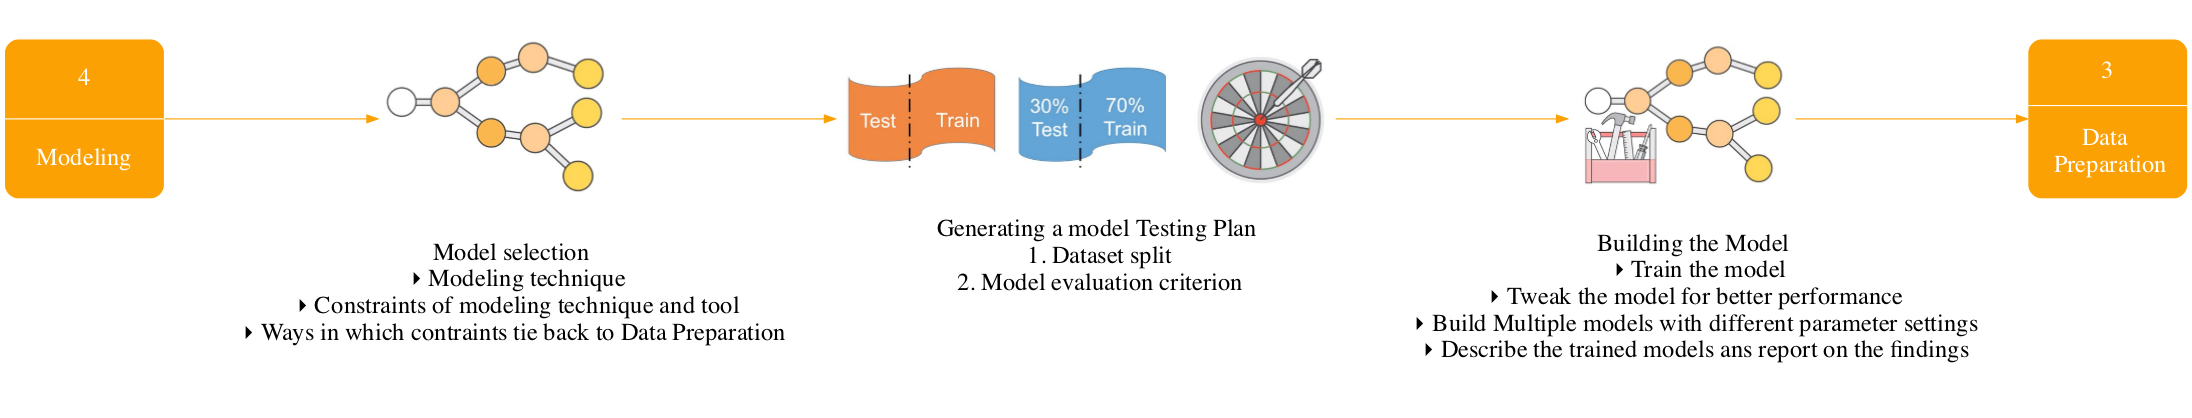 4
Modeling
Model selection
‣ Modeling technique
‣ Constraints of modeling technique and tool
‣ Ways in which contraints tie back to Data Preparation
Test
Train
30%
Test
70%
Train
Generating a model Testing Plan
1. Dataset split
2. Model evaluation criterion
Building the Model
‣ Train the model
‣ Tweak the model for better performance
‣ Build Multiple models with different parameter settings
‣ Describe the trained models ans report on the findings
3
Data
Preparation